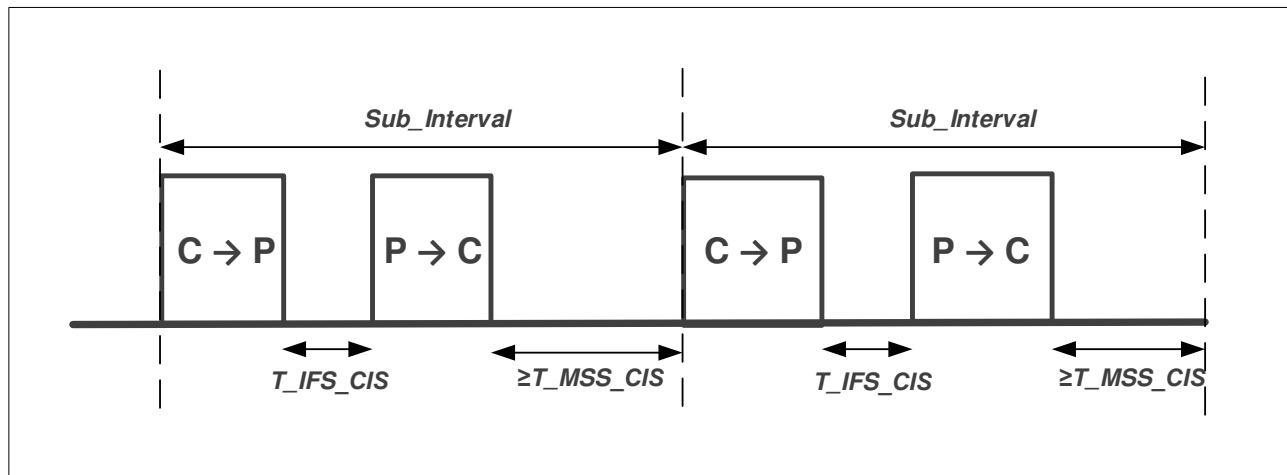 Sub_Interval
Sub_Interval
C → P
P → C
C → P
P → C
T_IFS_CIS
≥T_MSS_CIS
T_IFS_CIS
≥T_MSS_CIS